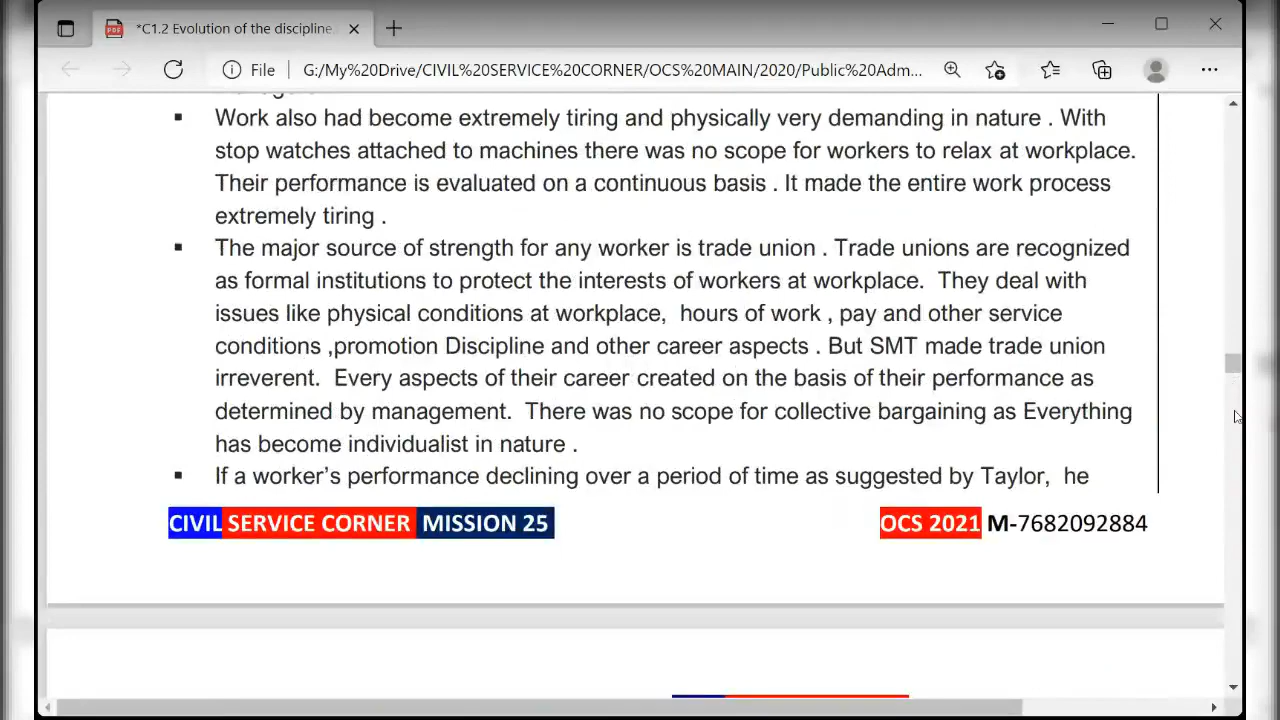 *C1.2 Evolution of the discipline.
File G:/My%20Drive/CIVIL%20SERVICE%20CORNER/OCS%20MAIN/2020/Public%20Adm...
▪ Work also had become extremely tiring and physically very demanding in nature . With
stop watches attached to machines there was no scope for workers to relax at workplace.
Their performance is evaluated on a continuous basis . It made the entire work process
extremely tiring .
▪ The major source of strength for any worker is trade union . Trade unions are recognized
as formal institutions to protect the interests of workers at workplace. They deal with
issues like physical conditions at workplace, hours of work , pay and other service
conditions ,promotion Discipline and other career aspects . But SMT made trade union
irreverent. Every aspects of their career created on the basis of their performance as
determined by management. There was no scope for collective bargaining as Everything
has become individualist in nature .
▪ If a worker’s performance declining over a period of time as suggested by Taylor, he
CIVIL SERVICE CORNER MISSION 25 OCS 2021 M-7682092884